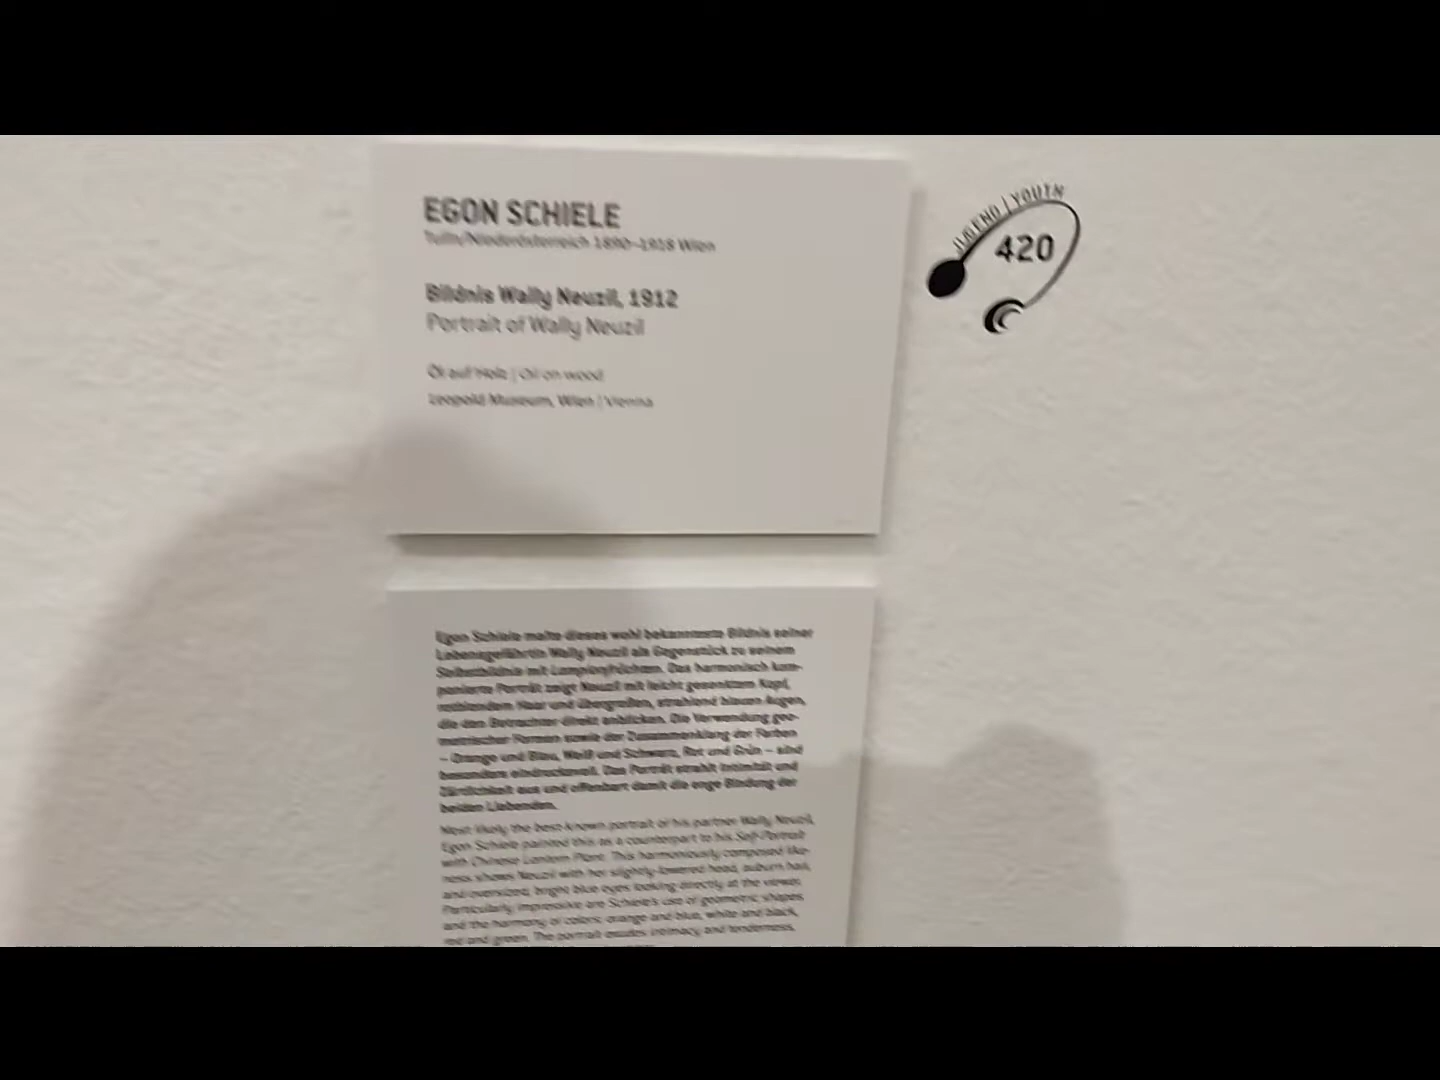 EGON SCHIELE
Tulln/Niederösterreich 1890–1918 Wien
Bildnis Wally Neuzil, 1912
Portrait of Wally Neuzil
Öl auf Holz | Oil on wood
Leopold Museum, Wien | Vienna
JUGEND | YOUTH
420
Egon Schiele malte dieses wohl bekannteste Bildnis seiner
Lebensgefährtin Wally Neuzil als Gegenstück zu seinem
Selbstbildnis mit Lampionfrüchten. Das harmonisch kom-
ponierte Porträt zeigt Neuzil mit leicht gesenktem Kopf,
rotblondem Haar und übergroßen, strahlend blauen Augen,
die den Betrachter direkt anblicken. Die Verwendung geo-
metrischer Formen sowie der Zusammenklang der Farben
– Orange und Blau, Weiß und Schwarz, Rot und Grün – sind
besonders eindrucksvoll. Das Porträt strahlt Intimität und
Zärtlichkeit aus und offenbart damit die enge Bindung der
beiden Liebenden.
Most likely the best-known portrait of his partner Wally Neuzil,
Egon Schiele painted this as a counterpart to his Self-Portrait
with Chinese Lantern Plant. This harmoniously composed like-
ness shows Neuzil with her slightly-lowered head, auburn hair,
and oversized, bright blue eyes looking directly at the viewer.
Particularly impressive are Schiele's use of geometric shapes
and the harmony of colors: orange and blue, white and black,
red and green. The portrait exudes intimacy and tenderness,